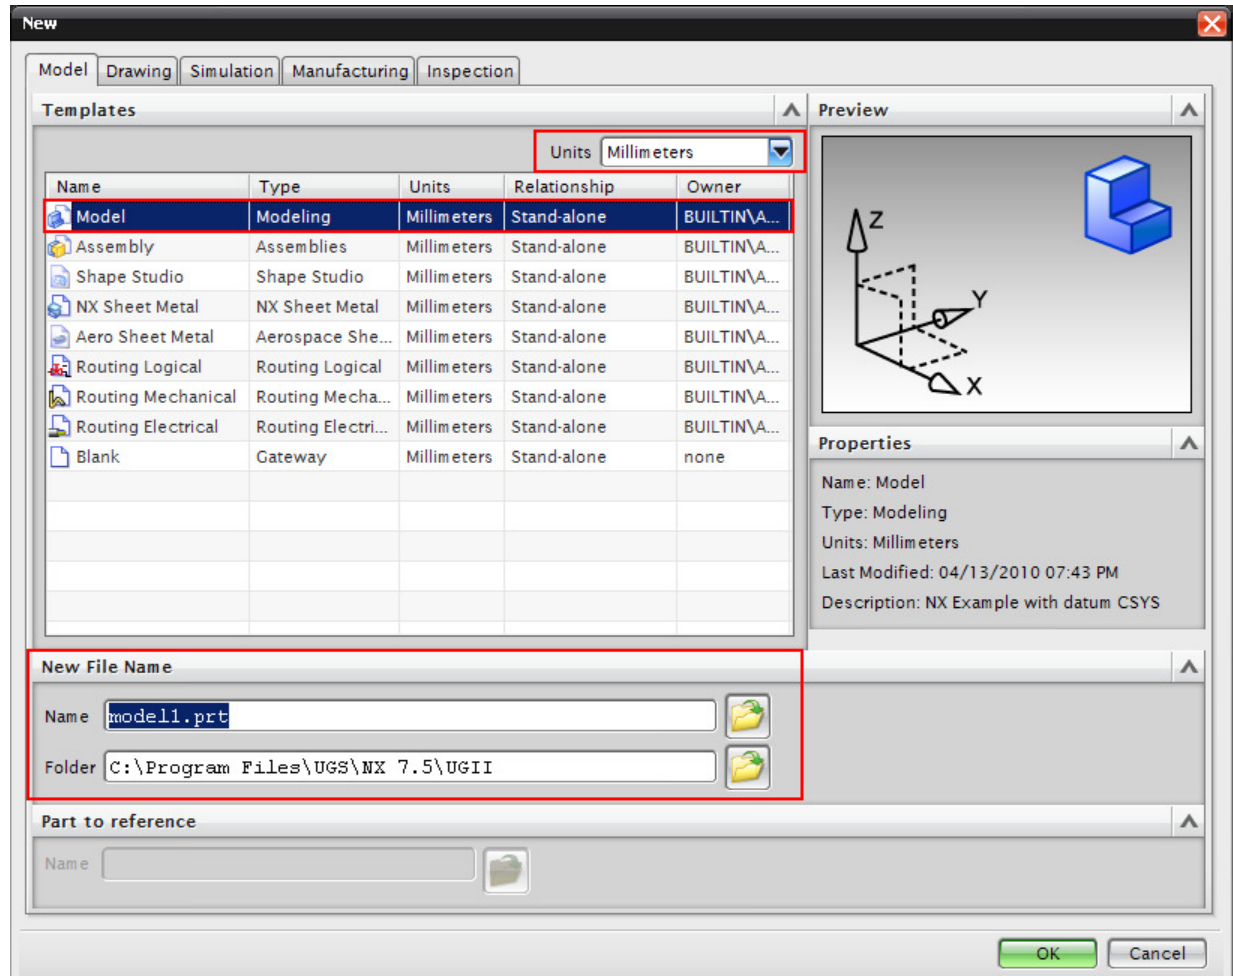 New
Model Drawing Simulation Manufacturing Inspection
Templates
Units Millimeters
Name Type Units Relationship Owner
Model Modeling Millimeters Stand-alone BUILTIN\A...
Assembly Assemblies Millimeters Stand-alone BUILTIN\A...
Shape Studio Shape Studio Millimeters Stand-alone BUILTIN\A...
NX Sheet Metal NX Sheet Metal Millimeters Stand-alone BUILTIN\A...
Aero Sheet Metal Aerospace She... Millimeters Stand-alone BUILTIN\A...
Routing Logical Routing Logical Millimeters Stand-alone BUILTIN\A...
Routing Mechanical Routing Mecha... Millimeters Stand-alone BUILTIN\A...
Routing Electrical Routing Electri... Millimeters Stand-alone BUILTIN\A...
Blank Gateway Millimeters Stand-alone none
Preview
Z
Y
X
Properties
Name: Model
Type: Modeling
Units: Millimeters
Last Modified: 04/13/2010 07:43 PM
Description: NX Example with datum CSYS
New File Name
Name model1.prt
Folder C:\Program Files\UGS\NX 7.5\UGII
Part to reference
Name
OK Cancel